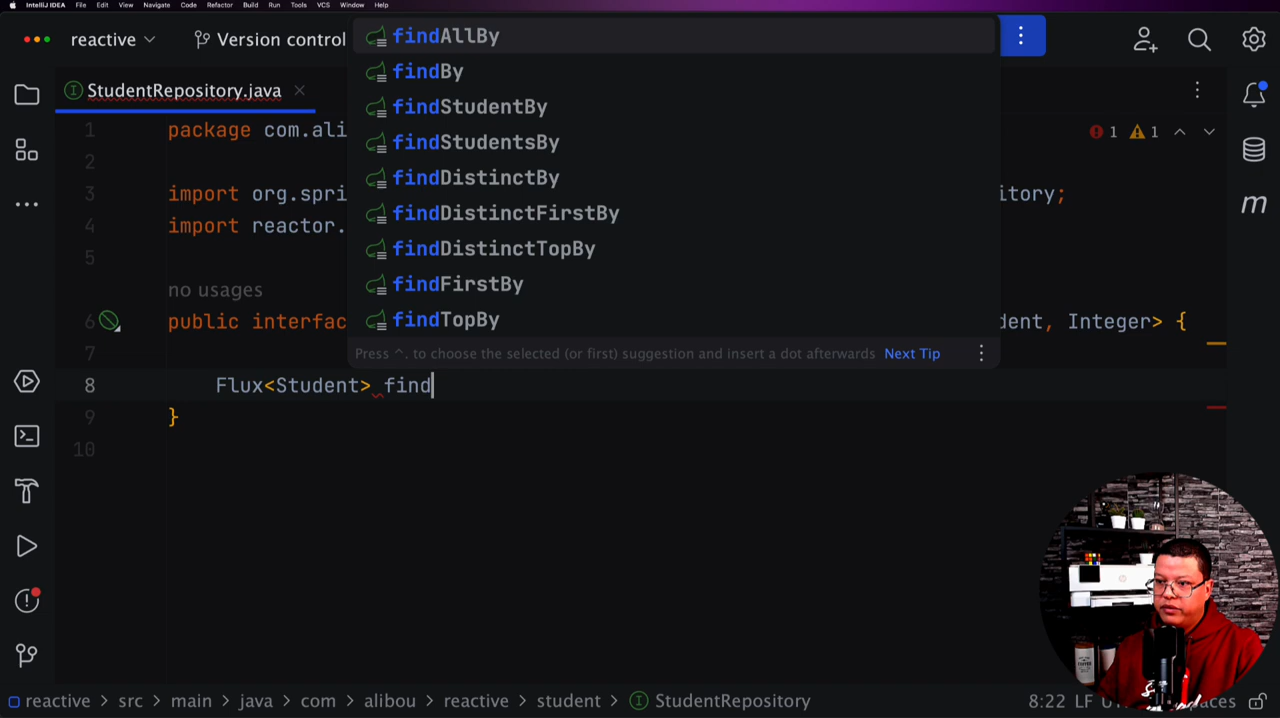 IntelliJ IDEA File Edit View Navigate Code Refactor Build Run Tools VCS Window Help
reactive Version control
StudentRepository.java
1 1
1 package com.ali
2
3 import org.spri itory;
4 import reactor.
5
no usages
6 public interfac dent, Integer> {
7
8 Flux<Student> find
9 }
10
findAllBy
findBy
findStudentBy
findStudentsBy
findDistinctBy
findDistinctFirstBy
findDistinctTopBy
findFirstBy
findTopBy
Press ^. to choose the selected (or first) suggestion and insert a dot afterwards Next Tip
m
reactive > src > main > java > com > alibou > reactive > student > StudentRepository 8:22 LF